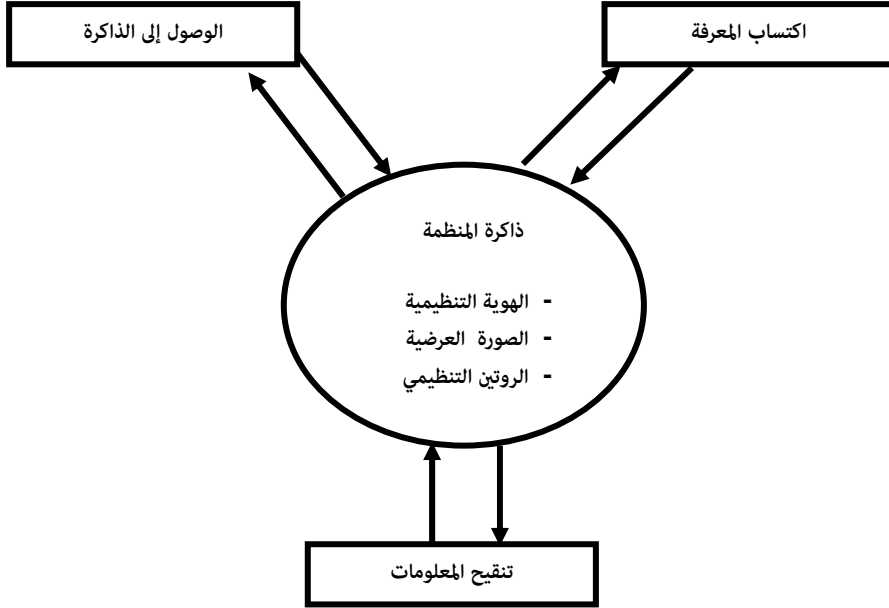 اكتساب المعرفة
الوصول إلى الذاكرة
ذاكرة المنظمة
- الهوية التنظيمية
- الصورة العرضية
- الروتين التنظيمي
تنقيح المعلومات